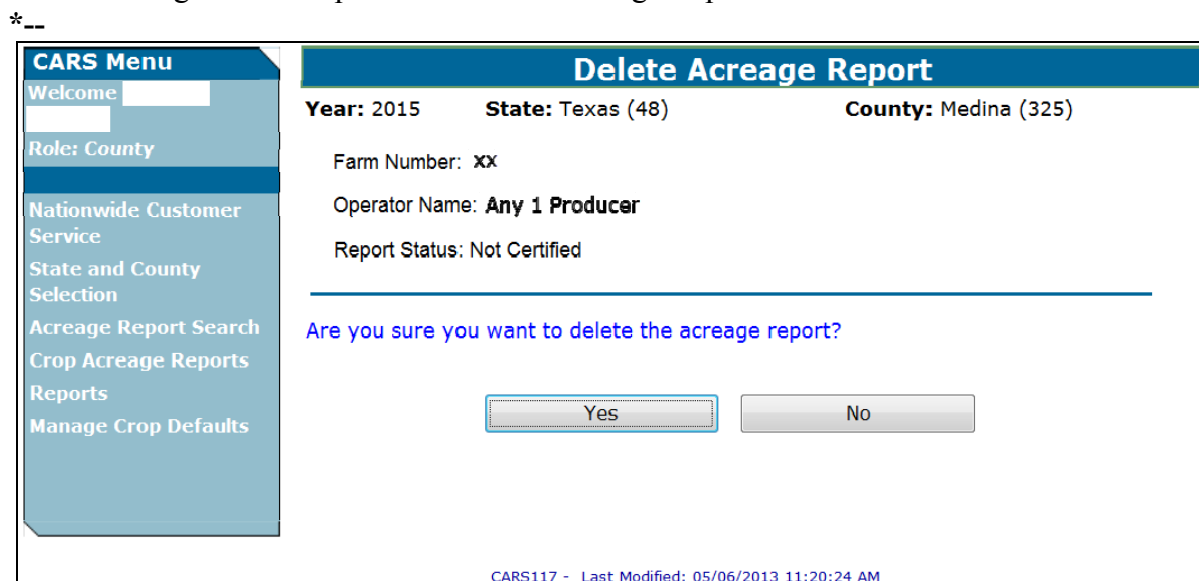 *--
CARS Menu
Welcome
Role: County
Nationwide Customer
Service
State and County
Selection
Acreage Report Search
Crop Acreage Reports
Reports
Manage Crop Defaults
Delete Acreage Report
Year: 2015 State: Texas (48) County: Medina (325)
Farm Number: xx
Operator Name: Any 1 Producer
Report Status: Not Certified
Are you sure you want to delete the acreage report?
Yes No
CARS117 - Last Modified: 05/06/2013 11:20:24 AM